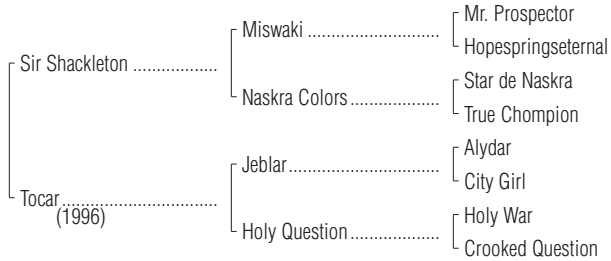 Mr. Prospector
Miswaki ........................
Hopespringseternal
Sir Shackleton ................
Star de Naskra
Naskra Colors ................
True Chompion
Alydar
Jeblar ............................
City Girl
Tocar ..........................
(1996)
Holy War
Holy Question ................
Crooked Question